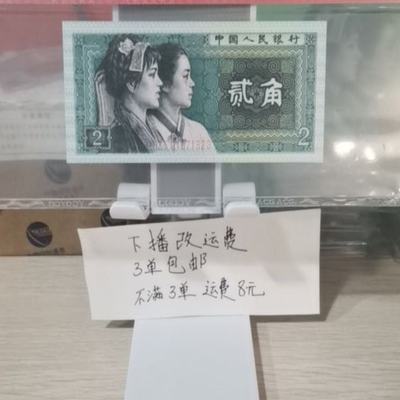 中国人民银行
贰角
2
2
下播改运费
3单包邮
不满3单 运费8元